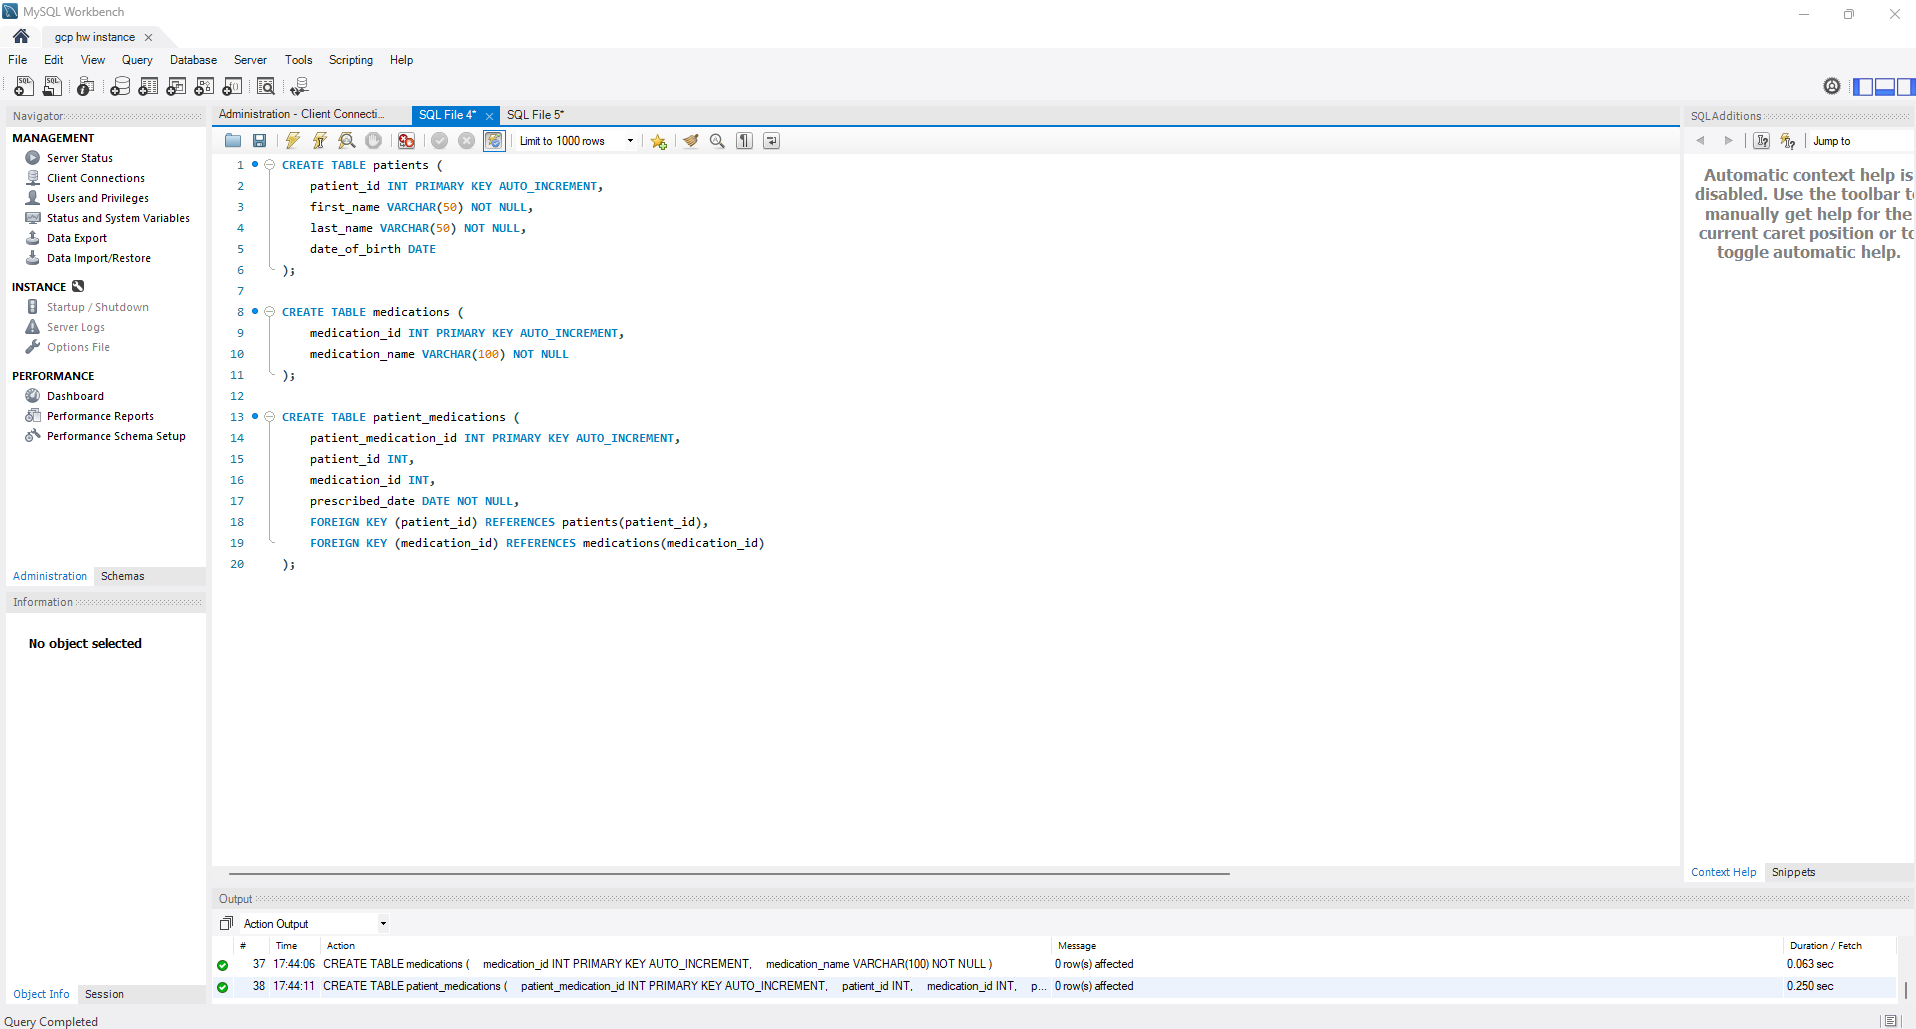 MySQL Workbench
gcp hw instance
File Edit View Query Database Server Tools Scripting Help
Navigator
MANAGEMENT
Server Status
Client Connections
Users and Privileges
Status and System Variables
Data Export
Data Import/Restore
INSTANCE
Startup / Shutdown
Server Logs
Options File
PERFORMANCE
Dashboard
Performance Reports
Performance Schema Setup
Administration Schemas
Information
No object selected
Object Info Session
Administration - Client Connecti... SQL File 4* SQL File 5*
Limit to 1000 rows
1 CREATE TABLE patients (
2 patient_id INT PRIMARY KEY AUTO_INCREMENT,
3 first_name VARCHAR(50) NOT NULL,
4 last_name VARCHAR(50) NOT NULL,
5 date_of_birth DATE
6 );
7
8 CREATE TABLE medications (
9 medication_id INT PRIMARY KEY AUTO_INCREMENT,
10 medication_name VARCHAR(100) NOT NULL
11 );
12
13 CREATE TABLE patient_medications (
14 patient_medication_id INT PRIMARY KEY AUTO_INCREMENT,
15 patient_id INT,
16 medication_id INT,
17 prescribed_date DATE NOT NULL,
18 FOREIGN KEY (patient_id) REFERENCES patients(patient_id),
19 FOREIGN KEY (medication_id) REFERENCES medications(medication_id)
20 );
SQLAdditions
Jump to
Automatic context help is
disabled. Use the toolbar t
manually get help for the
current caret position or to
toggle automatic help.
Context Help Snippets
Output
Action Output
# Time Action Message Duration / Fetch
37 17:44:06 CREATE TABLE medications ( medication_id INT PRIMARY KEY AUTO_INCREMENT, medication_name VARCHAR(100) NOT NULL ) 0 row(s) affected 0.063 sec
38 17:44:11 CREATE TABLE patient_medications ( patient_medication_id INT PRIMARY KEY AUTO_INCREMENT, patient_id INT, medication_id INT, p... 0 row(s) affected 0.250 sec
Query Completed